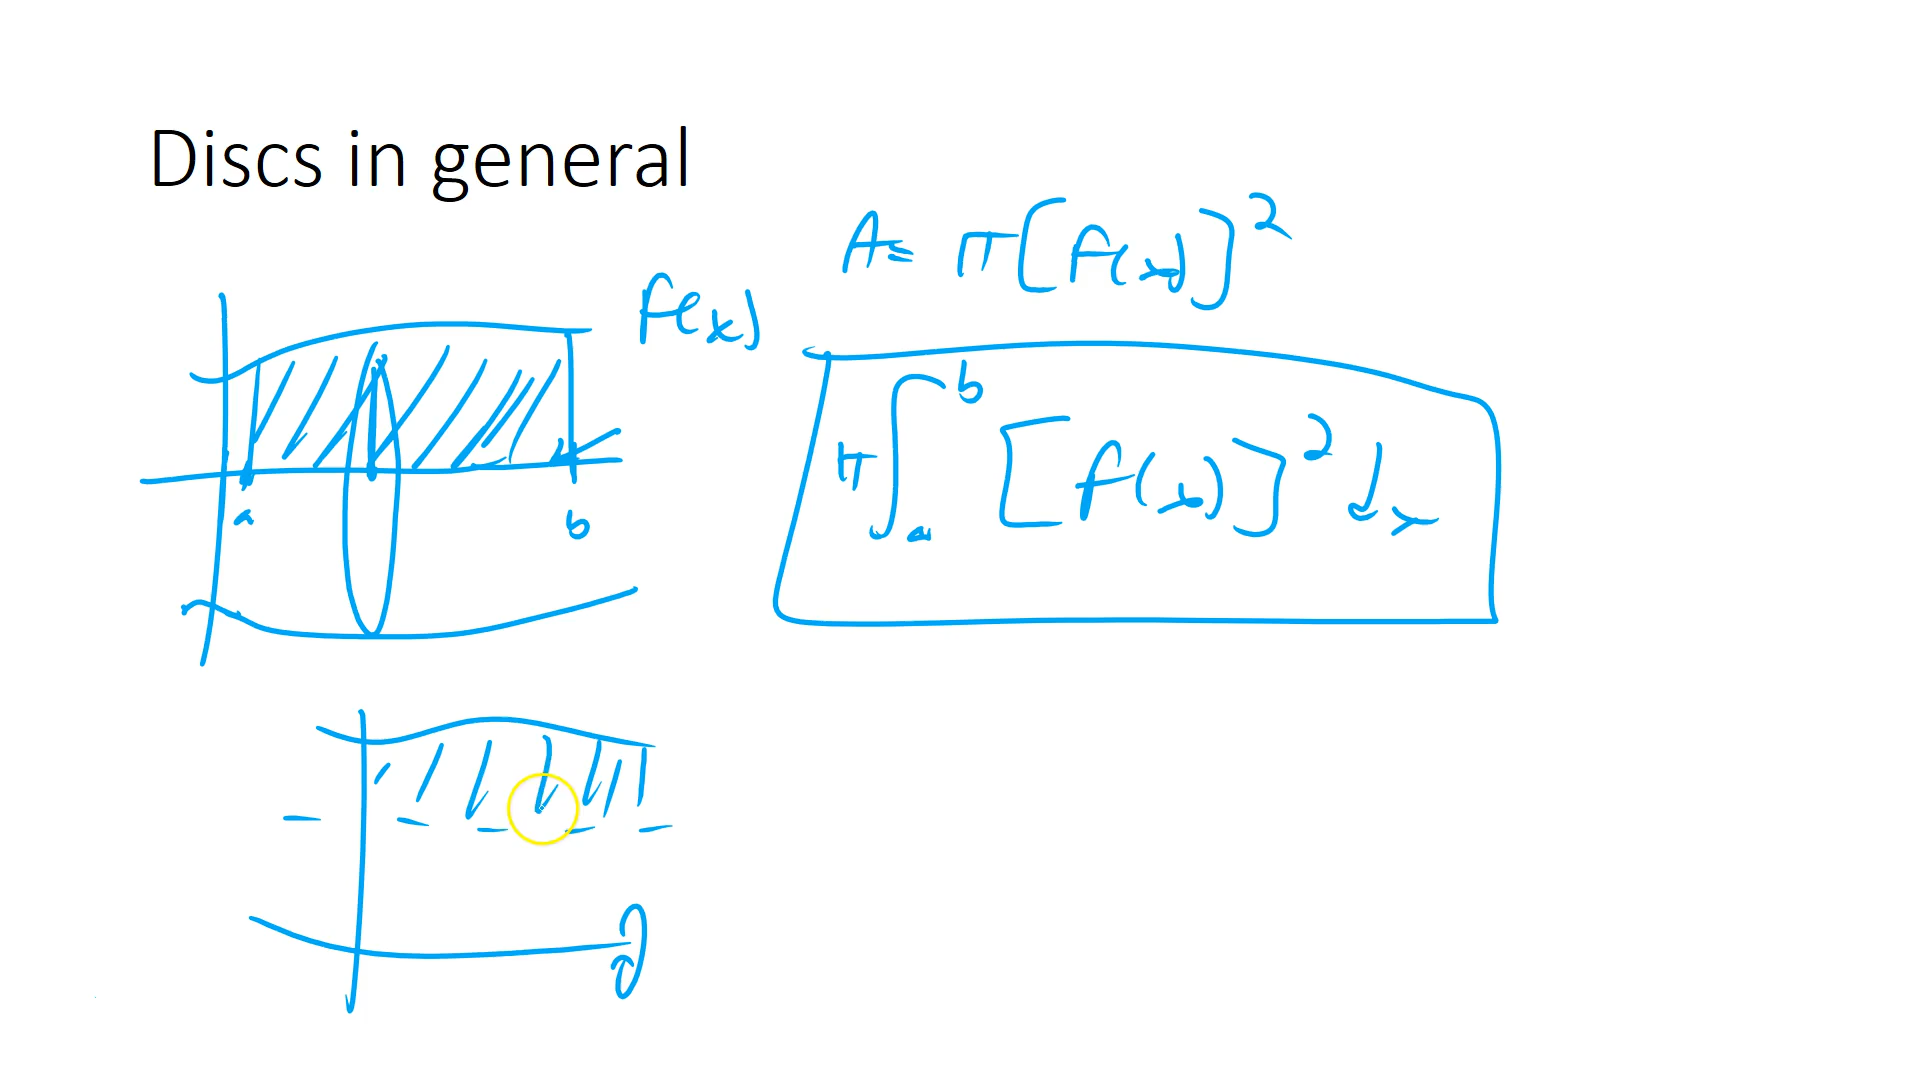 Discs in general
A = π[f(x)]²
f(x)
π∫ₐᵇ [f(x)]² dx
a
b